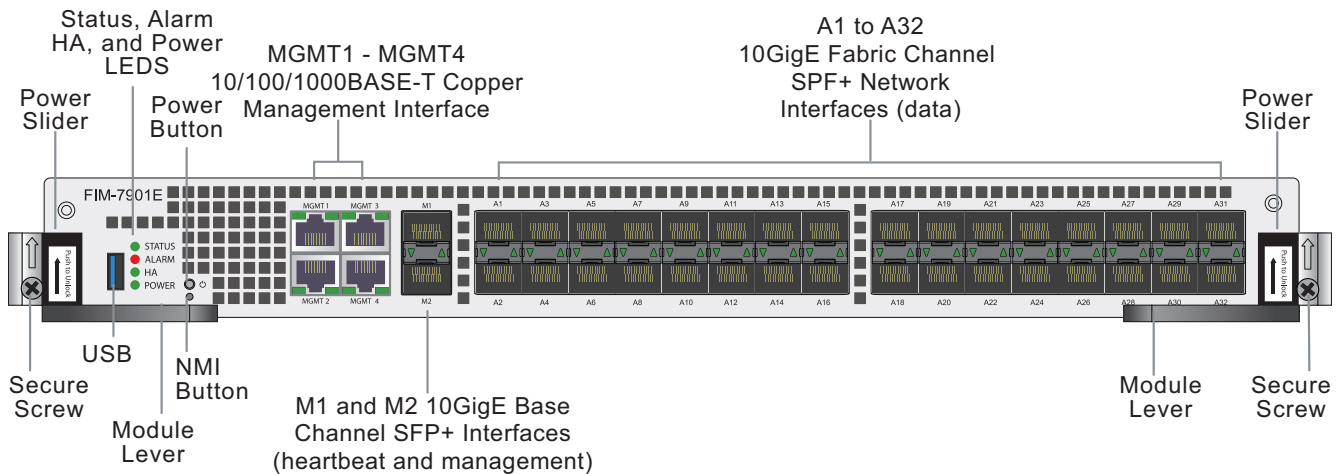 Status, Alarm
HA, and Power
LEDS
MGMT1 - MGMT4
10/100/1000BASE-T Copper
Management Interface
A1 to A32
10GigE Fabric Channel
SPF+ Network
Interfaces (data)
Power
Slider
Power
Button
Power
Slider
FIM-7901E
MGMT 1
MGMT 3
M1
A1
A3
A5
A7
A9
A11
A13
A15
A17
A19
A21
A23
A25
A27
A29
A31
Push to Unlock
STATUS
ALARM
HA
POWER
Push to Unlock
MGMT 2
MGMT 4
M2
A2
A4
A6
A8
A10
A12
A14
A16
A18
A20
A22
A24
A26
A28
A30
A32
USB
NMI
Button
Secure
Screw
Module
Lever
M1 and M2 10GigE Base
Channel SFP+ Interfaces
(heartbeat and management)
Module
Lever
Secure
Screw